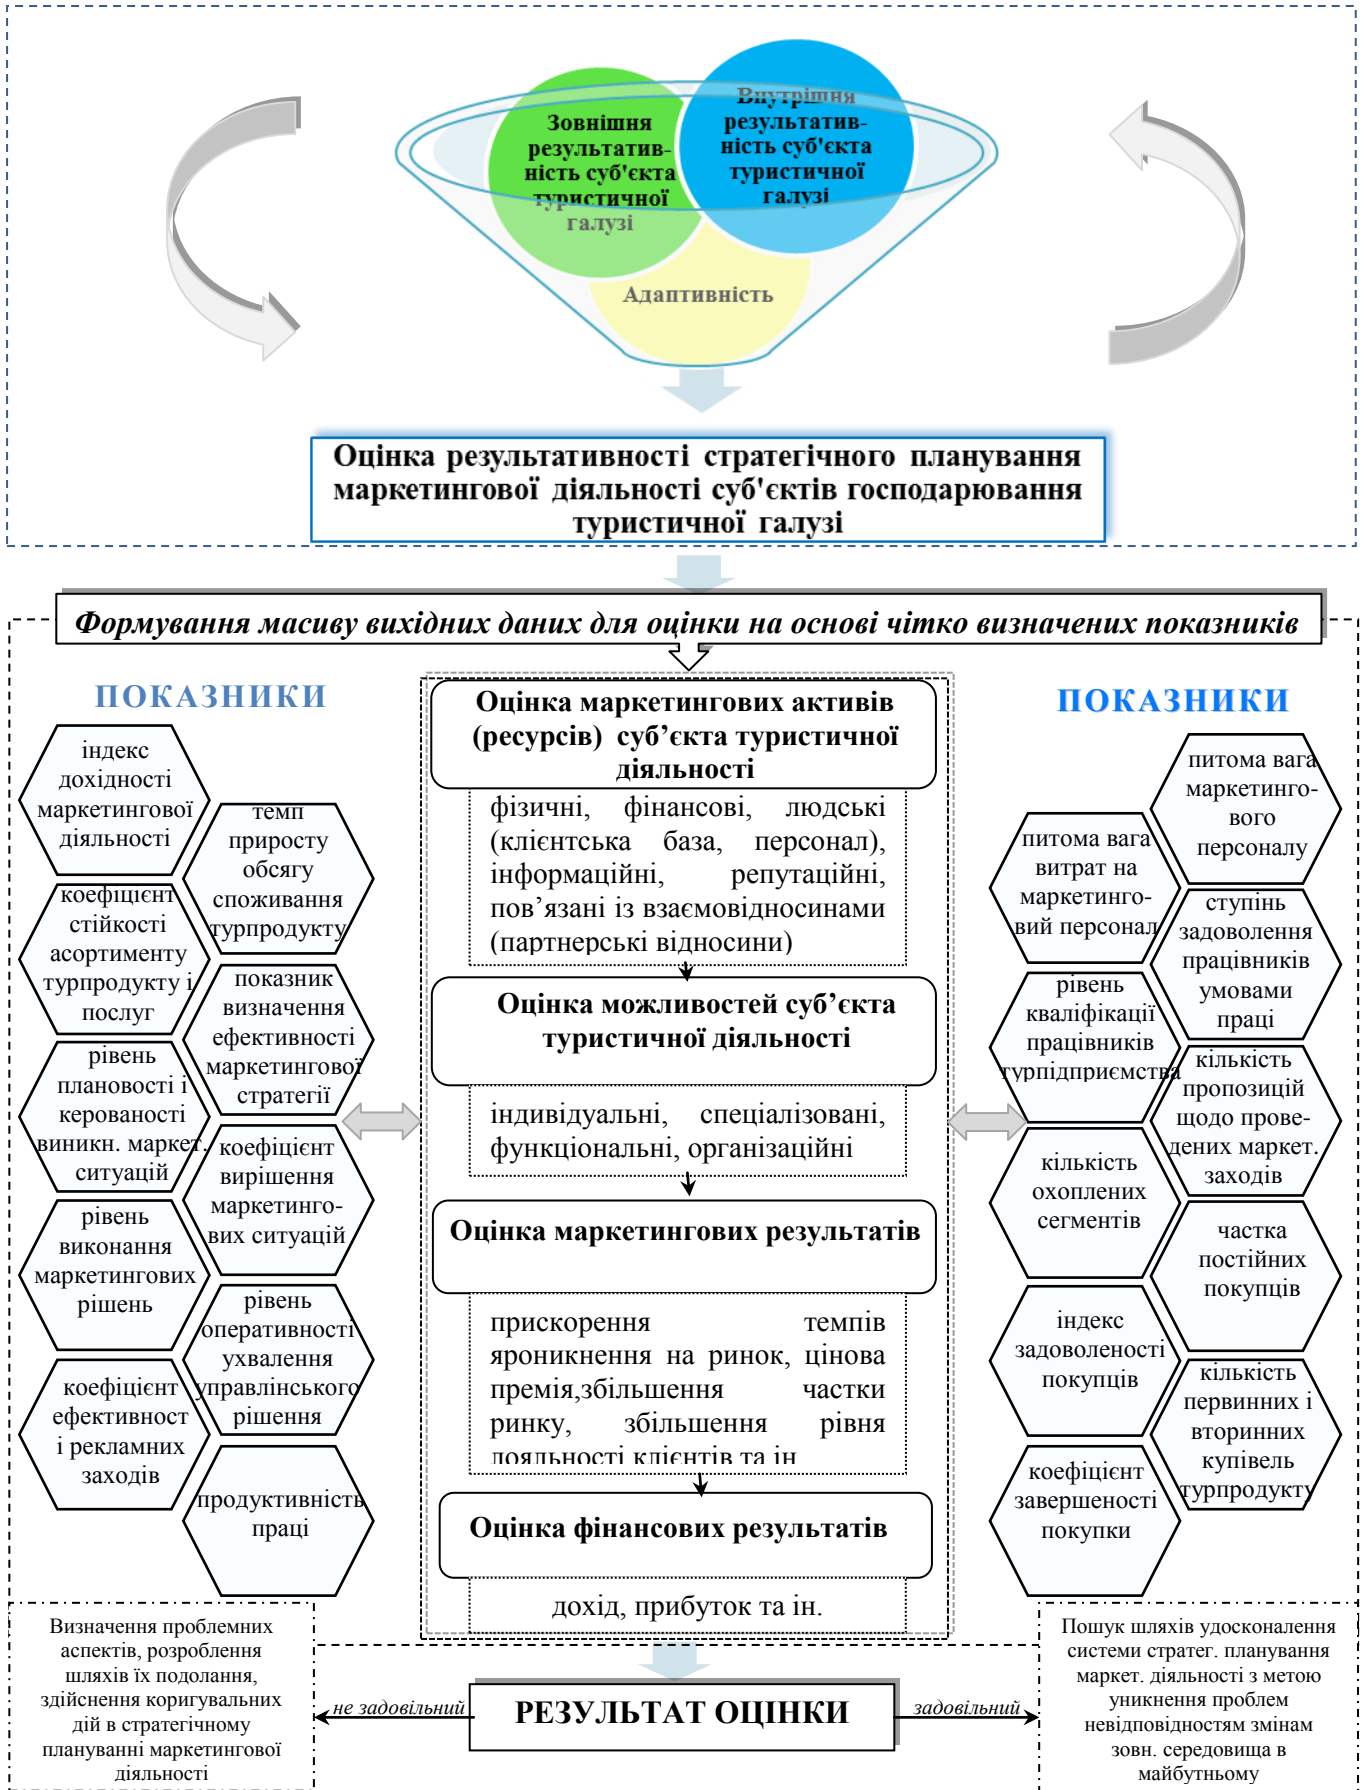 Зовнішня
результатив-
ність суб'єкта
туристичної
галузі
Внутрішня
результатив-
ність суб'єкта
туристичної
галузі
Адаптивність
Оцінка результативності стратегічного планування
маркетингової діяльності суб'єктів господарювання
туристичної галузі
Формування масиву вихідних даних для оцінки на основі чітко визначених показників
ПОКАЗНИКИ
індекс
дохідності
маркетингової
діяльності
темп
приросту
обсягу
споживання
турпродукту
коефіцієнт
стійкості
асортименту
турпродукту і
послуг
показник
визначення
ефективності
маркетингової
стратегії
рівень
плановості і
керованості
виникн. маркет.
ситуацій
коефіцієнт
вирішення
маркетинго-
вих ситуацій
рівень
виконання
маркетингових
рішень
рівень
оперативності
ухвалення
управлінського
рішення
коефіцієнт
ефективност
і рекламних
заходів
продуктивність
праці
Оцінка маркетингових активів
(ресурсів) суб’єкта туристичної
діяльності
фізичні, фінансові, людські
(клієнтська база, персонал),
інформаційні, репутаційні,
пов’язані із взаємовідносинами
(партнерські відносини)
Оцінка можливостей суб’єкта
туристичної діяльності
індивідуальні, спеціалізовані,
функціональні, організаційні
Оцінка маркетингових результатів
прискорення темпів
яроникнення на ринок, цінова
премія,збільшення частки
ринку, збільшення рівня
лояльності клієнтів та ін
Оцінка фінансових результатів
дохід, прибуток та ін.
ПОКАЗНИКИ
питома вага
маркетинго-
вого
персоналу
питома вага
витрат на
маркетинго-
вий персонал
ступінь
задоволення
працівників
умовами
праці
рівень
кваліфікації
працівників
турпідприємства
кількість
пропозицій
щодо прове-
дених маркет.
заходів
кількість
охоплених
сегментів
частка
постійних
покупців
індекс
задоволеності
покупців
кількість
первинних і
вторинних
купівель
турпродукту
коефіцієнт
завершеності
покупки
Визначення проблемних
аспектів, розроблення
шляхів їх подолання,
здійснення коригувальних
дій в стратегічному
плануванні маркетингової
діяльності
не задовільний
РЕЗУЛЬТАТ ОЦІНКИ
задовільний
Пошук шляхів удосконалення
системи стратег. планування
маркет. діяльності з метою
уникнення проблем
невідповідностям змінам
зовн. середовища в
майбутньому